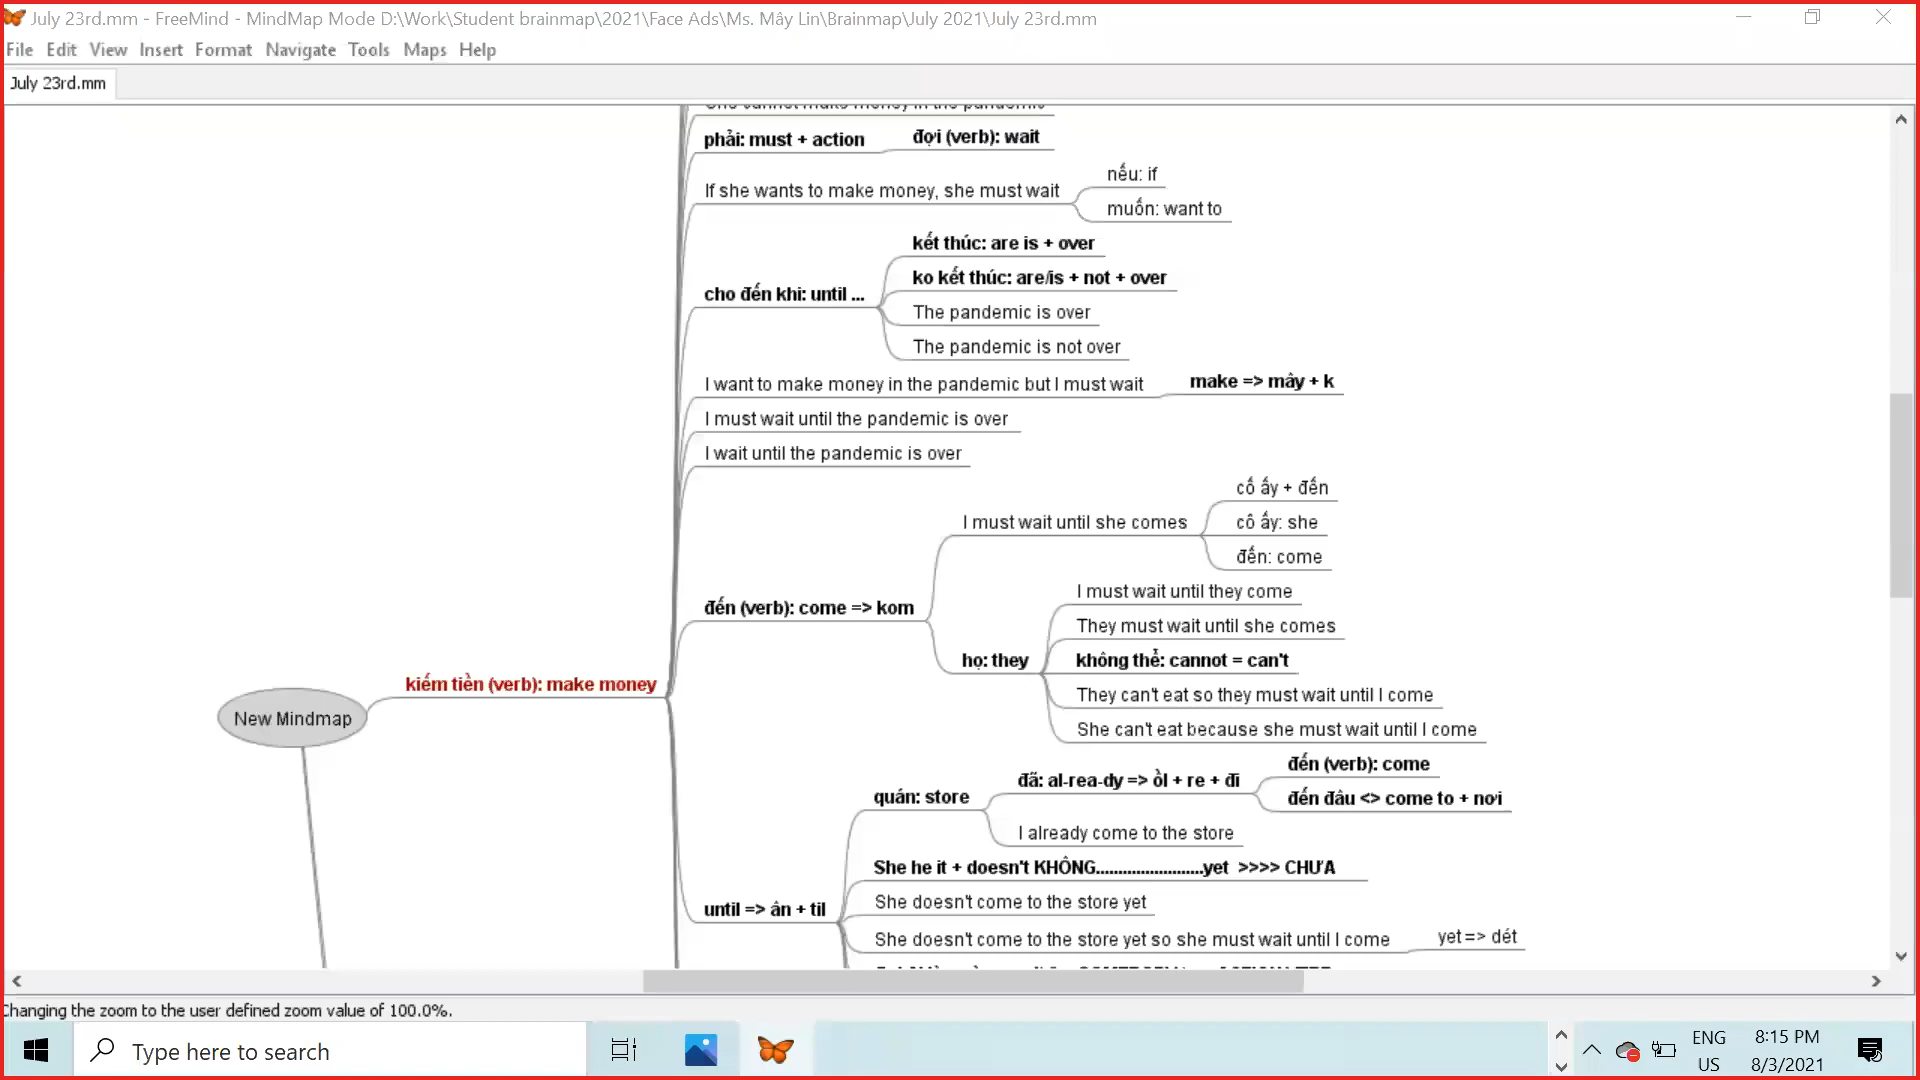 July 23rd.mm - FreeMind - MindMap Mode D:\Work\Student brainmap\2021\Face Ads\Ms. Mây Lin\Brainmap\July 2021\July 23rd.mm
File Edit View Insert Format Navigate Tools Maps Help
July 23rd.mm
She cannot make money in the pandemic
phải: must + action
đợi (verb): wait
If she wants to make money, she must wait
nếu: if
muốn: want to
cho đến khi: until ...
kết thúc: are is + over
ko kết thúc: are/is + not + over
The pandemic is over
The pandemic is not over
I want to make money in the pandemic but I must wait
make => mây + k
I must wait until the pandemic is over
I wait until the pandemic is over
đến (verb): come => kom
I must wait until she comes
cố ấy + đến
cô ấy: she
đến: come
họ: they
I must wait until they come
They must wait until she comes
không thể: cannot = can't
They can't eat so they must wait until I come
She can't eat because she must wait until I come
kiếm tiền (verb): make money
New Mindmap
until => ân + til
quán: store
đã: al-rea-dy => ồl + re + đi
đến (verb): come
đến đâu <> come to + nơi
I already come to the store
She he it + doesn't KHÔNG........................yet >>>> CHƯA
She doesn't come to the store yet
She doesn't come to the store yet so she must wait until I come
yet => dét
Changing the zoom to the user defined zoom value of 100.0%.
Type here to search
ENG
US
8:15 PM
8/3/2021